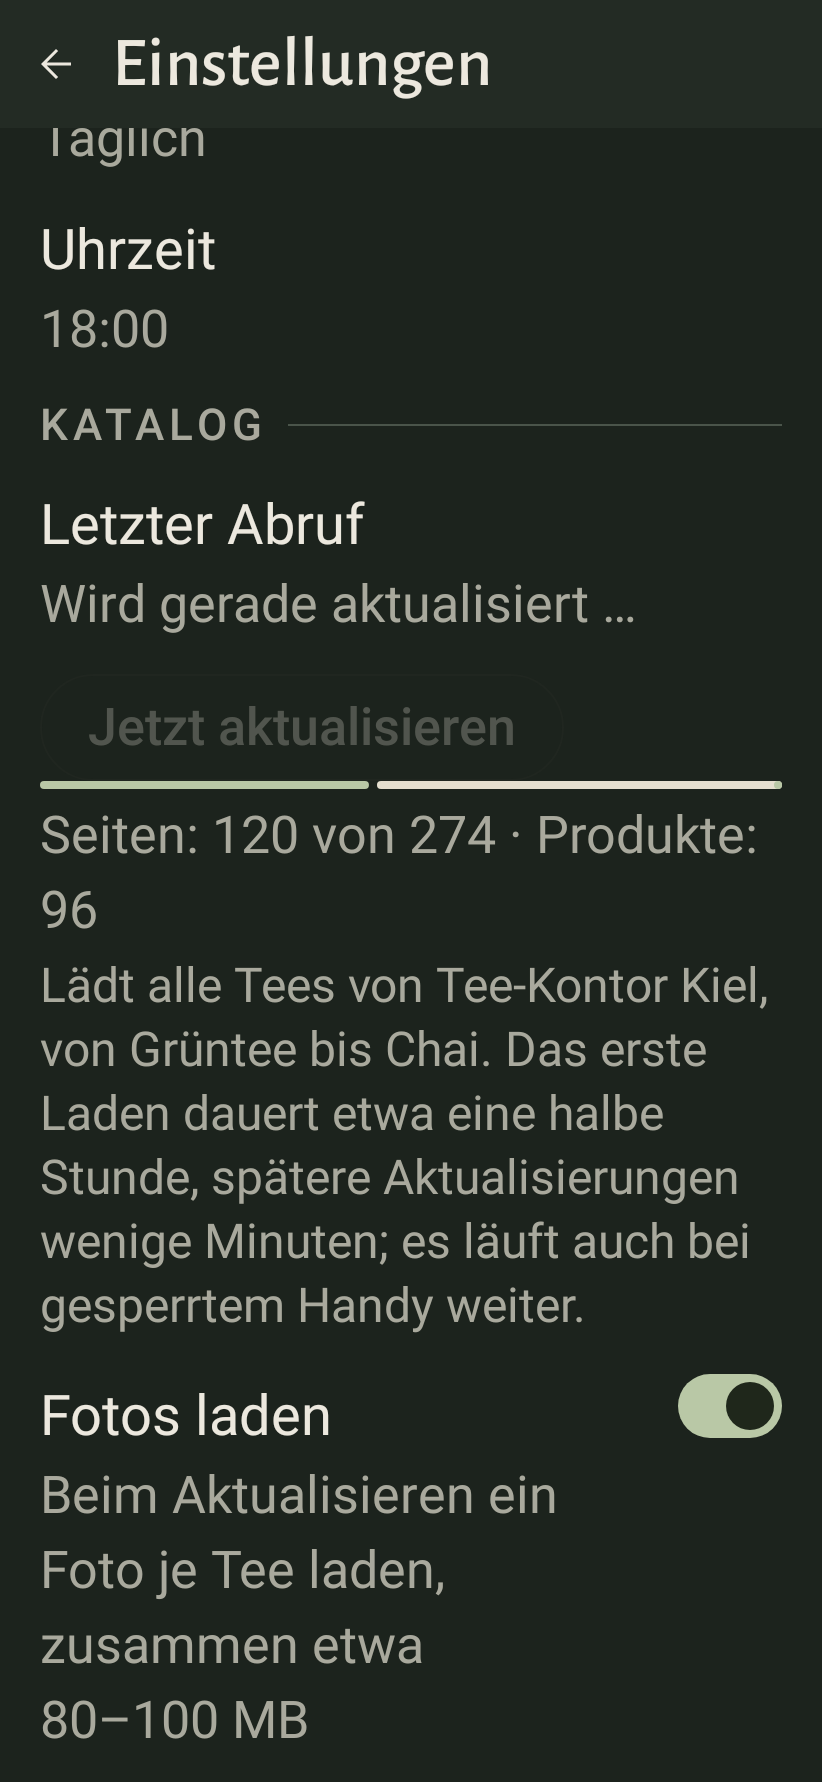 Einstellungen
Täglich
Uhrzeit
18:00
KATALOG
Letzter Abruf
Wird gerade aktualisiert …
Jetzt aktualisieren
Seiten: 120 von 274 · Produkte:
96
Lädt alle Tees von Tee-Kontor Kiel,
von Grüntee bis Chai. Das erste
Laden dauert etwa eine halbe
Stunde, spätere Aktualisierungen
wenige Minuten; es läuft auch bei
gesperrtem Handy weiter.
Fotos laden
Beim Aktualisieren ein
Foto je Tee laden,
zusammen etwa
80–100 MB